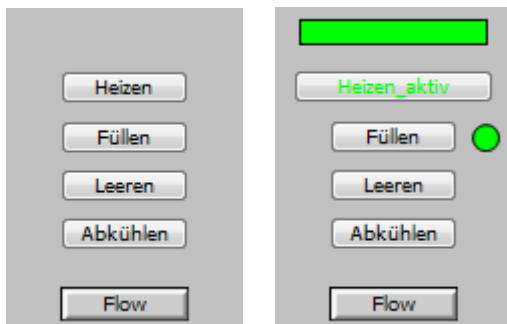 Heizen
Füllen
Leeren
Abkühlen
Flow
Heizen_aktiv
Füllen
Leeren
Abkühlen
Flow